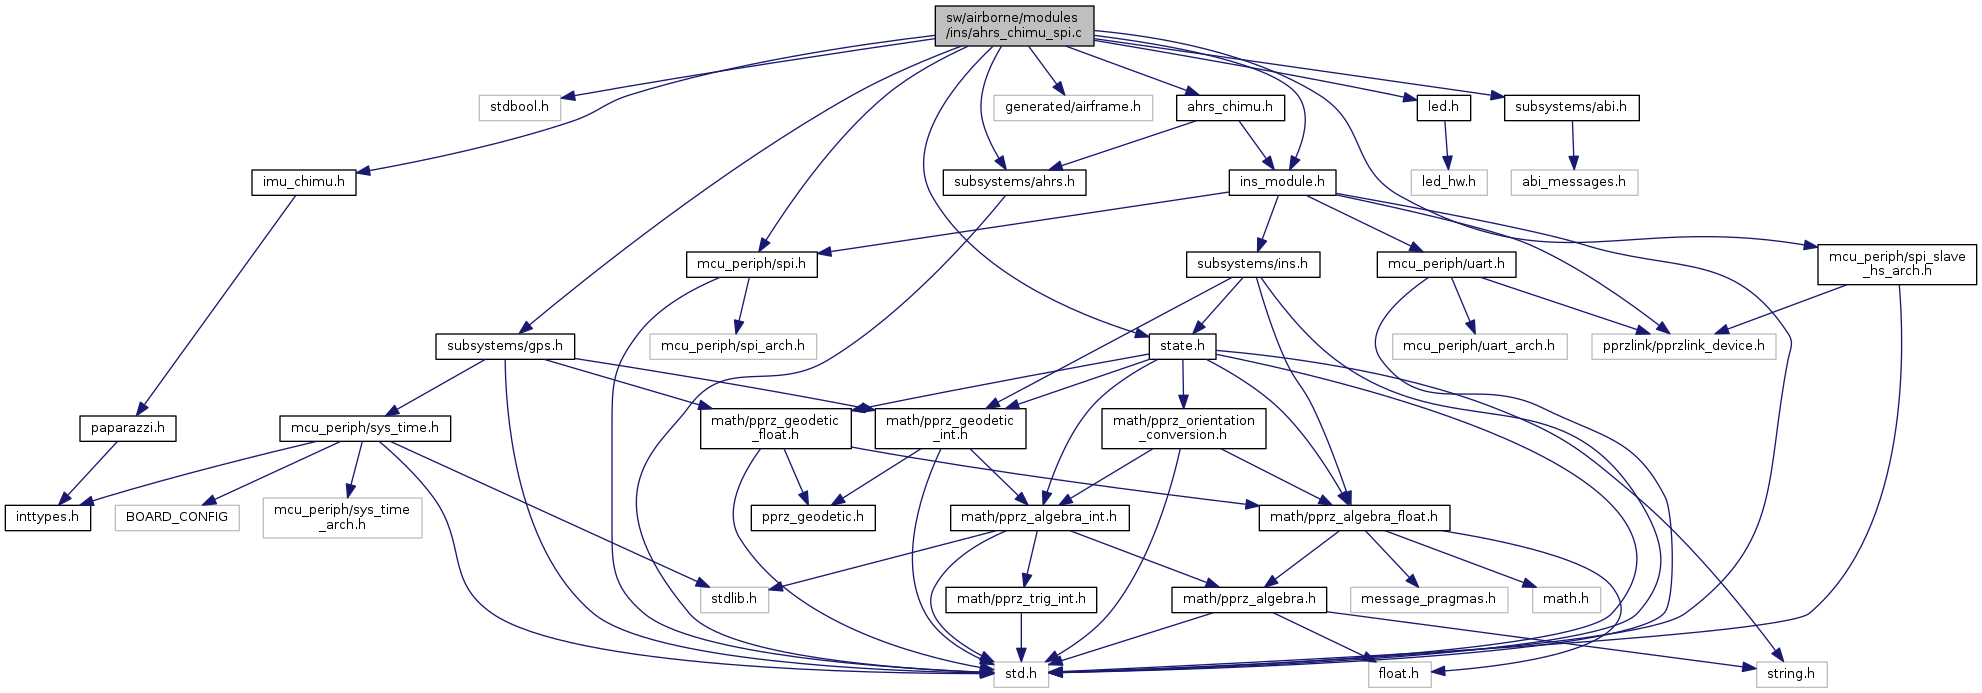 sw/airborne/modules
/ins/ahrs_chimu_spi.c
stdbool.h
generated/airframe.h
ahrs_chimu.h
led.h
subsystems/abi.h
imu_chimu.h
subsystems/ahrs.h
ins_module.h
led_hw.h
abi_messages.h
mcu_periph/spi.h
subsystems/ins.h
mcu_periph/uart.h
mcu_periph/spi_slave
_hs_arch.h
subsystems/gps.h
mcu_periph/spi_arch.h
state.h
mcu_periph/uart_arch.h
pprzlink/pprzlink_device.h
paparazzi.h
mcu_periph/sys_time.h
math/pprz_geodetic
_float.h
math/pprz_geodetic
_int.h
math/pprz_orientation
_conversion.h
inttypes.h
BOARD_CONFIG
mcu_periph/sys_time
_arch.h
pprz_geodetic.h
math/pprz_algebra_int.h
math/pprz_algebra_float.h
stdlib.h
math/pprz_trig_int.h
math/pprz_algebra.h
message_pragmas.h
math.h
std.h
float.h
string.h